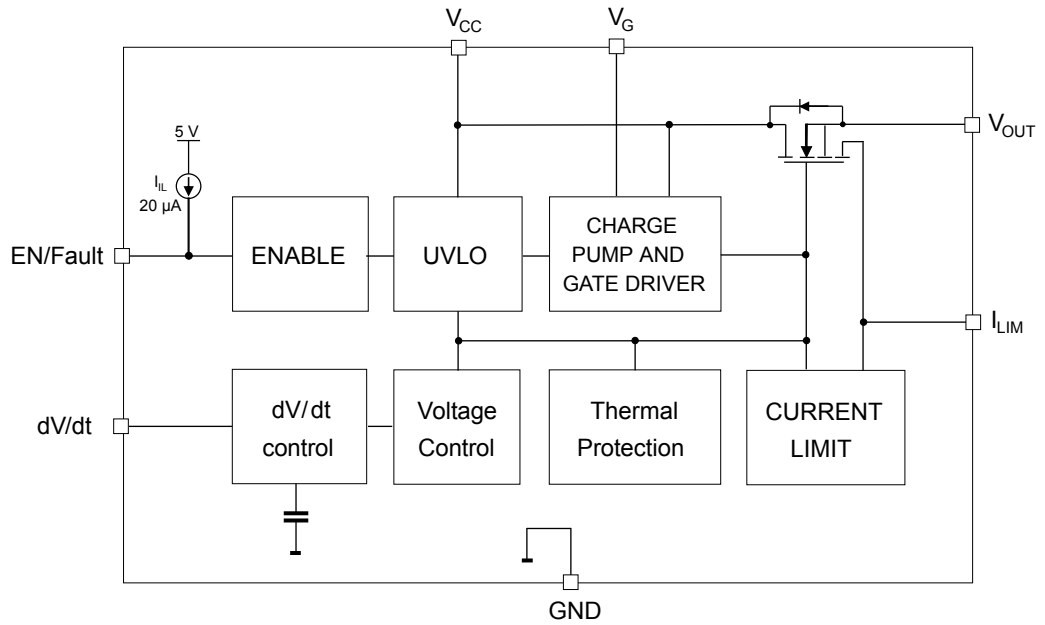 VCC
VG
5 V
IIL
20 µA
VOUT
EN/Fault
ENABLE
UVLO
CHARGE
PUMP AND
GATE DRIVER
ILIM
dV/dt
dV/dt
control
Voltage
Control
Thermal
Protection
CURRENT
LIMIT
GND